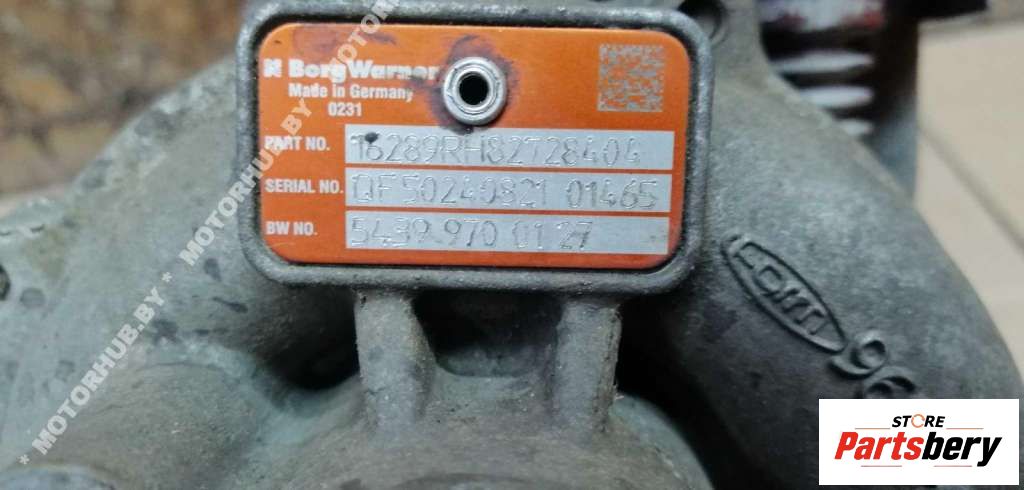 BorgWarner
Made in Germany
0231
PART NO. 16289RH82728404
SERIAL NO. QF50240821 01465
BW NO. 5439 970 0127
96
* MOTORHUB.BY * MOTORHUB.BY *
STORE
Partsbery